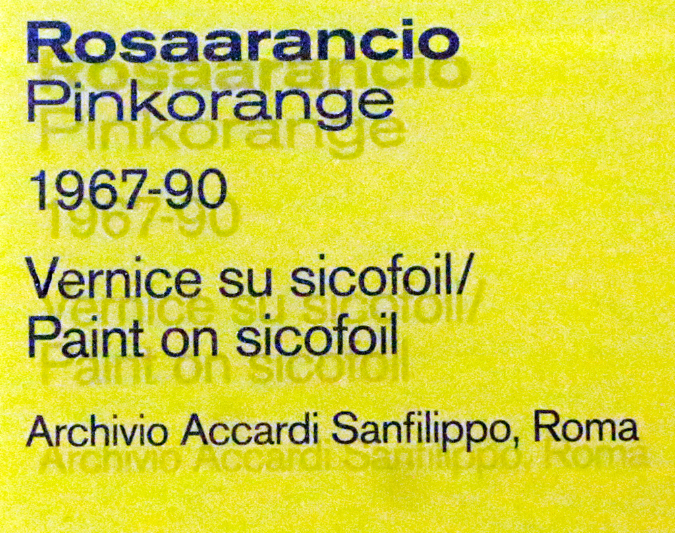 Rosaarancio
Pinkorange
1967-90
Vernice su sicofoil/
Paint on sicofoil
Archivio Accardi Sanfilippo, Roma